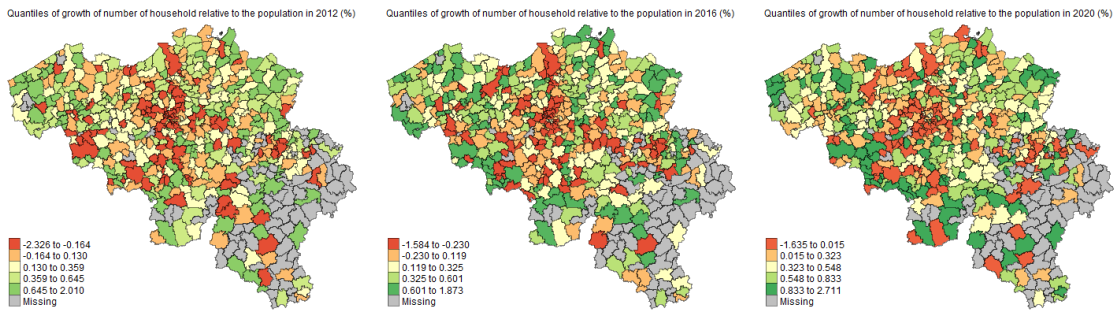 Quantiles of growth of number of household relative to the population in 2012 (%)
-2.326 to -0.164
-0.164 to 0.130
0.130 to 0.359
0.359 to 0.645
0.645 to 2.010
Missing
Quantiles of growth of number of household relative to the population in 2016 (%)
-1.584 to -0.230
-0.230 to 0.119
0.119 to 0.325
0.325 to 0.601
0.601 to 1.873
Missing
Quantiles of growth of number of household relative to the population in 2020 (%)
-1.635 to 0.015
0.015 to 0.323
0.323 to 0.548
0.548 to 0.833
0.833 to 2.711
Missing